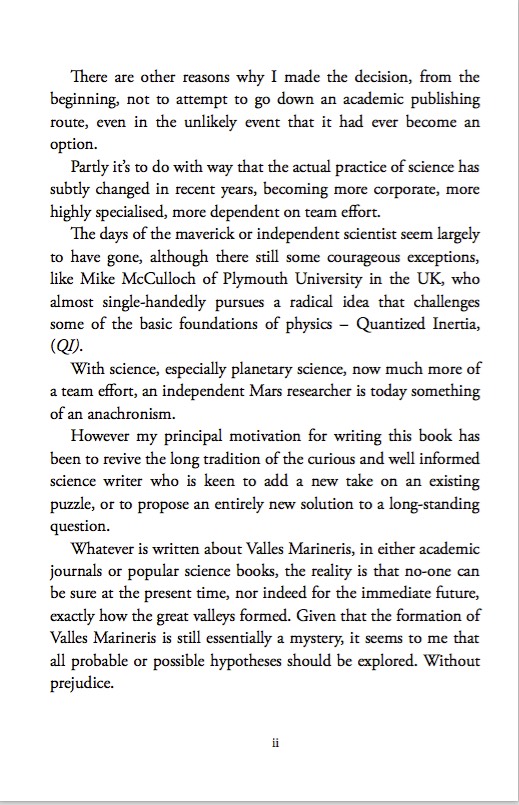 There are other reasons why I made the decision, from the
beginning, not to attempt to go down an academic publishing
route, even in the unlikely event that it had ever become an
option.
Partly it's to do with way that the actual practice of science has
subtly changed in recent years, becoming more corporate, more
highly specialised, more dependent on team effort.
The days of the maverick or independent scientist seem largely
to have gone, although there still some courageous exceptions,
like Mike McCulloch of Plymouth University in the UK, who
almost single-handedly pursues a radical idea that challenges
some of the basic foundations of physics – Quantized Inertia,
(QI).
With science, especially planetary science, now much more of
a team effort, an independent Mars researcher is today something
of an anachronism.
However my principal motivation for writing this book has
been to revive the long tradition of the curious and well informed
science writer who is keen to add a new take on an existing
puzzle, or to propose an entirely new solution to a long-standing
question.
Whatever is written about Valles Marineris, in either academic
journals or popular science books, the reality is that no-one can
be sure at the present time, nor indeed for the immediate future,
exactly how the great valleys formed. Given that the formation of
Valles Marineris is still essentially a mystery, it seems to me that
all probable or possible hypotheses should be explored. Without
prejudice.
ii